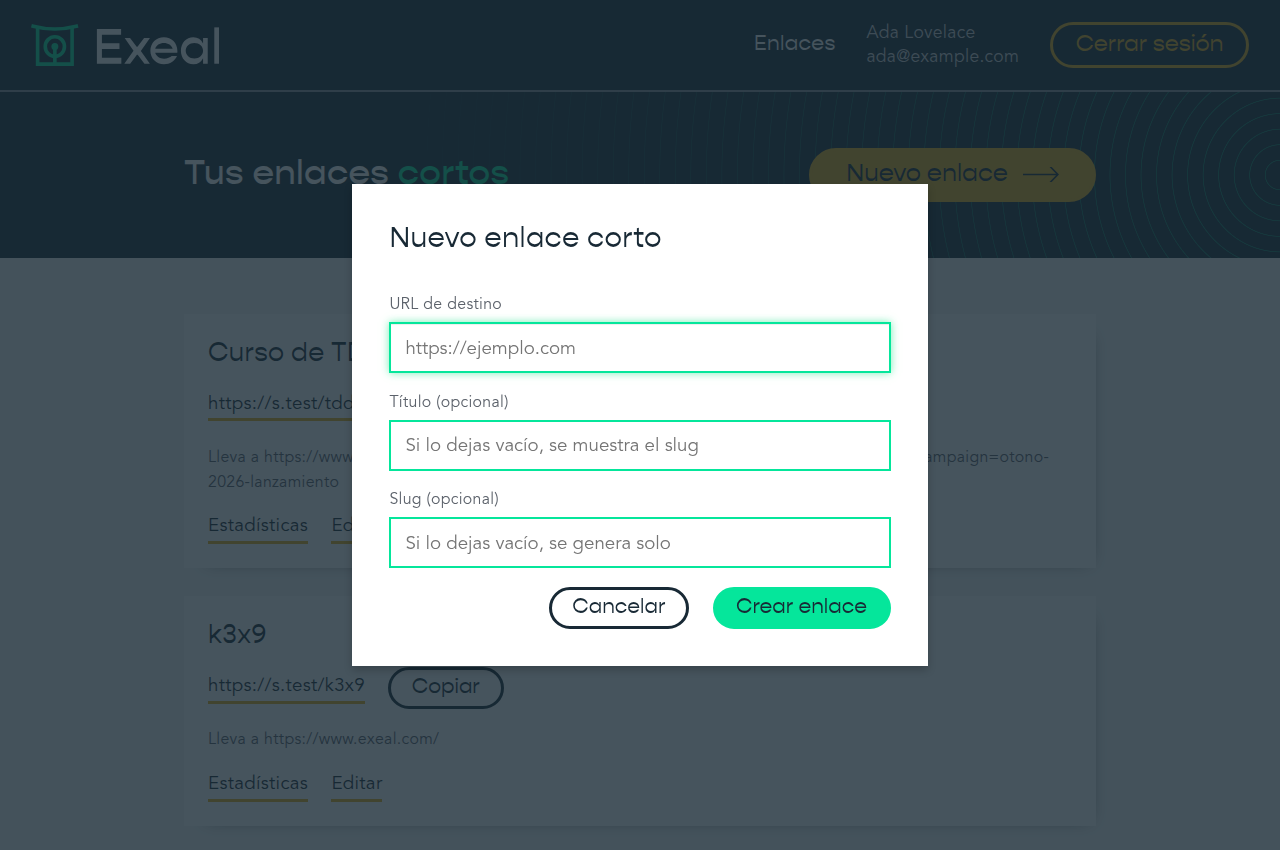 Exeal
Enlaces
Ada Lovelace
ada@example.com
Cerrar sesión
Tus enlaces cortos
Nuevo enlace
Nuevo enlace corto
URL de destino
https://ejemplo.com
Título (opcional)
Si lo dejas vacío, se muestra el slug
Slug (opcional)
Si lo dejas vacío, se genera solo
Cancelar
Crear enlace
Curso de
https://s.test/
Lleva a https://www
2026-lanzamiento
Estadísticas
k3x9
https://s.test/k3x9
Copiar
Lleva a https://www.exeal.com/
Estadísticas
Editar